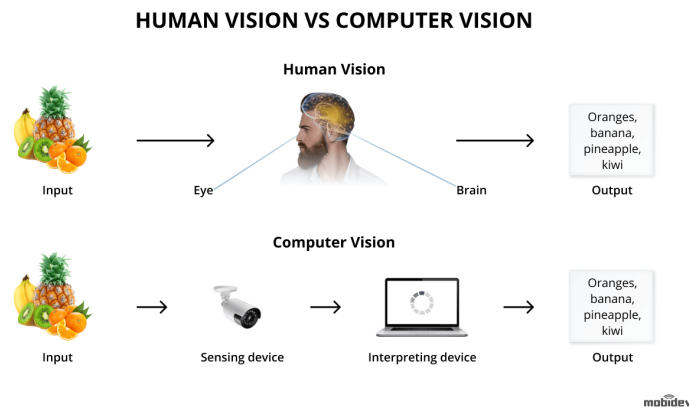 HUMAN VISION VS COMPUTER VISION
Human Vision
Oranges,
banana,
pineapple,
kiwi
Input
Eye
Brain
Output
Computer Vision
Oranges,
banana,
pineapple,
kiwi
Input
Sensing device
Interpreting device
Output
mobidev